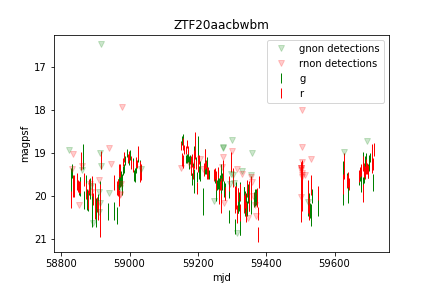 ZTF20aacbwbm
gnon detections
rnon detections
g
r
magpsf
17
18
19
20
21
58800 59000 59200 59400 59600
mjd